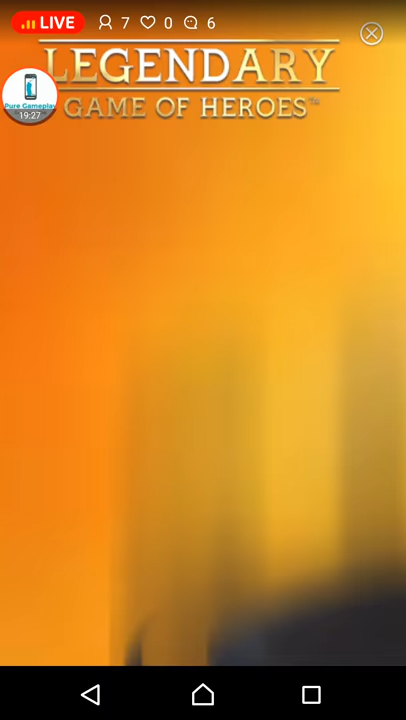 LIVE 7 0 6
LEGENDARY
GAME OF HEROES™
Pure Gameplay
19:27